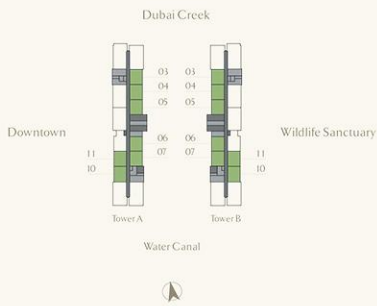 Dubai Creek
03 03
04 04
05 05
Downtown
Wildlife Sanctuary
06 06
07 07
11 11
10 10
Tower A Tower B
Water Canal